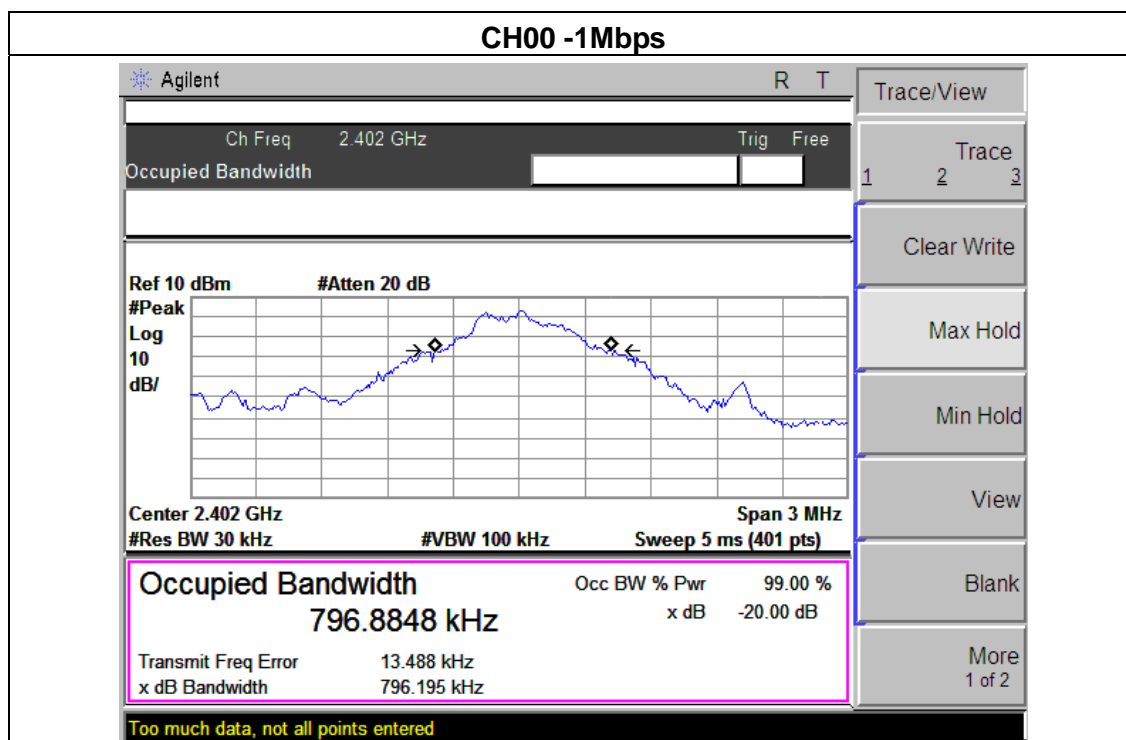 CH00 -1Mbps
Agilent R T
Trace/View
Ch Freq 2.402 GHz Trig Free
Occupied Bandwidth
Trace
1 2 3
Clear Write
Ref 10 dBm #Atten 20 dB
#Peak
Log
10
dB/
Max Hold
Min Hold
View
Center 2.402 GHz Span 3 MHz
#Res BW 30 kHz #VBW 100 kHz Sweep 5 ms (401 pts)
Occupied Bandwidth Occ BW % Pwr 99.00 %
796.8848 kHz x dB -20.00 dB
Blank
Transmit Freq Error 13.488 kHz
x dB Bandwidth 796.195 kHz
More
1 of 2
Too much data, not all points entered